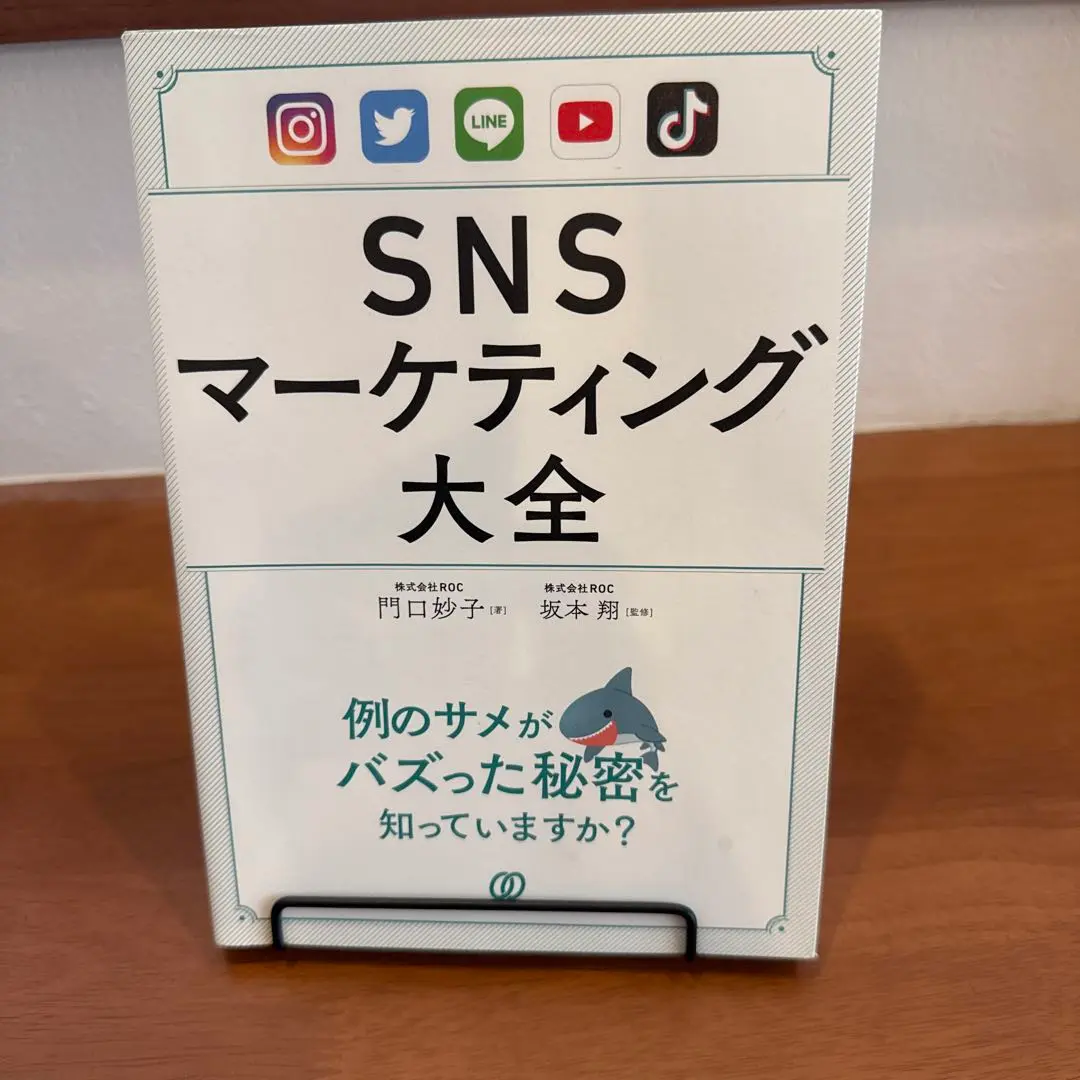 LINE
SNS
マーケティング
大全
株式会社ROC
門口妙子[著]
株式会社ROC
坂本 翔[監修]
例のサメが
バズった秘密を
知っていますか?